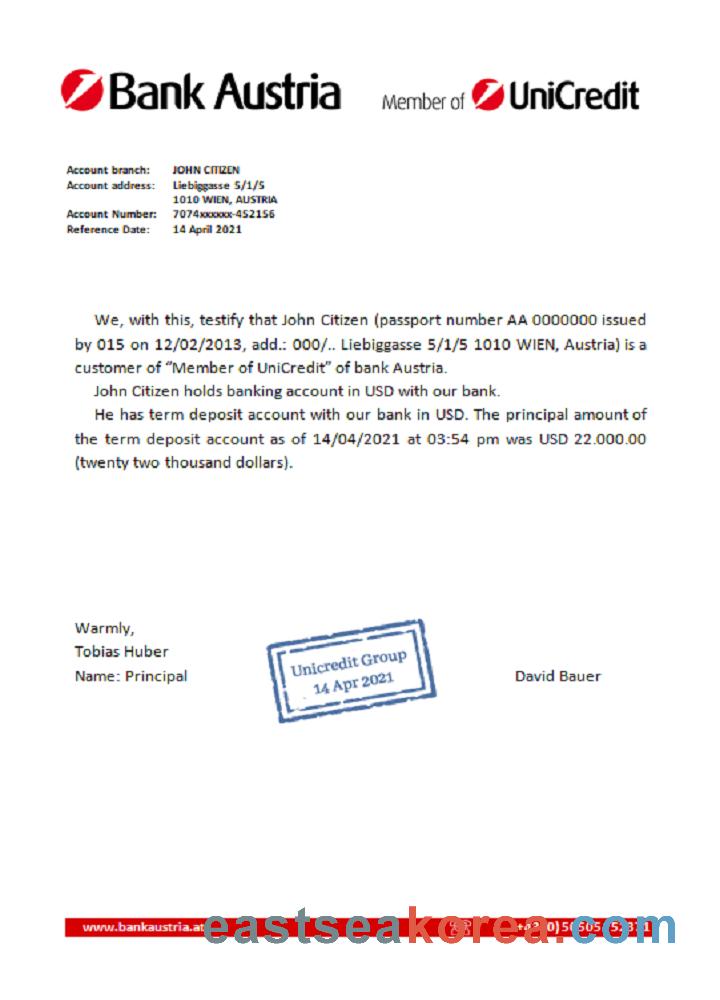 Bank Austria Member of UniCredit
Account branch: JOHN CITIZEN
Account address: Liebiggasse 5/1/5
1010 WIEN, AUSTRIA
Account Number: 7074xxxxxx-452156
Reference Date: 14 April 2021
We, with this, testify that John Citizen (passport number AA 0000000 issued
by 015 on 12/02/2013, add.: 000/.. Liebiggasse 5/1/5 1010 WIEN, Austria) is a
customer of “Member of UniCredit” of bank Austria.
John Citizen holds banking account in USD with our bank.
He has term deposit account with our bank in USD. The principal amount of
the term deposit account as of 14/04/2021 at 03:54 pm was USD 22.000.00
(twenty two thousand dollars).
Warmly,
Tobias Huber
Name: Principal
Unicredit Group
14 Apr 2021
David Bauer
www.bankaustria.at
eastseakorea.com